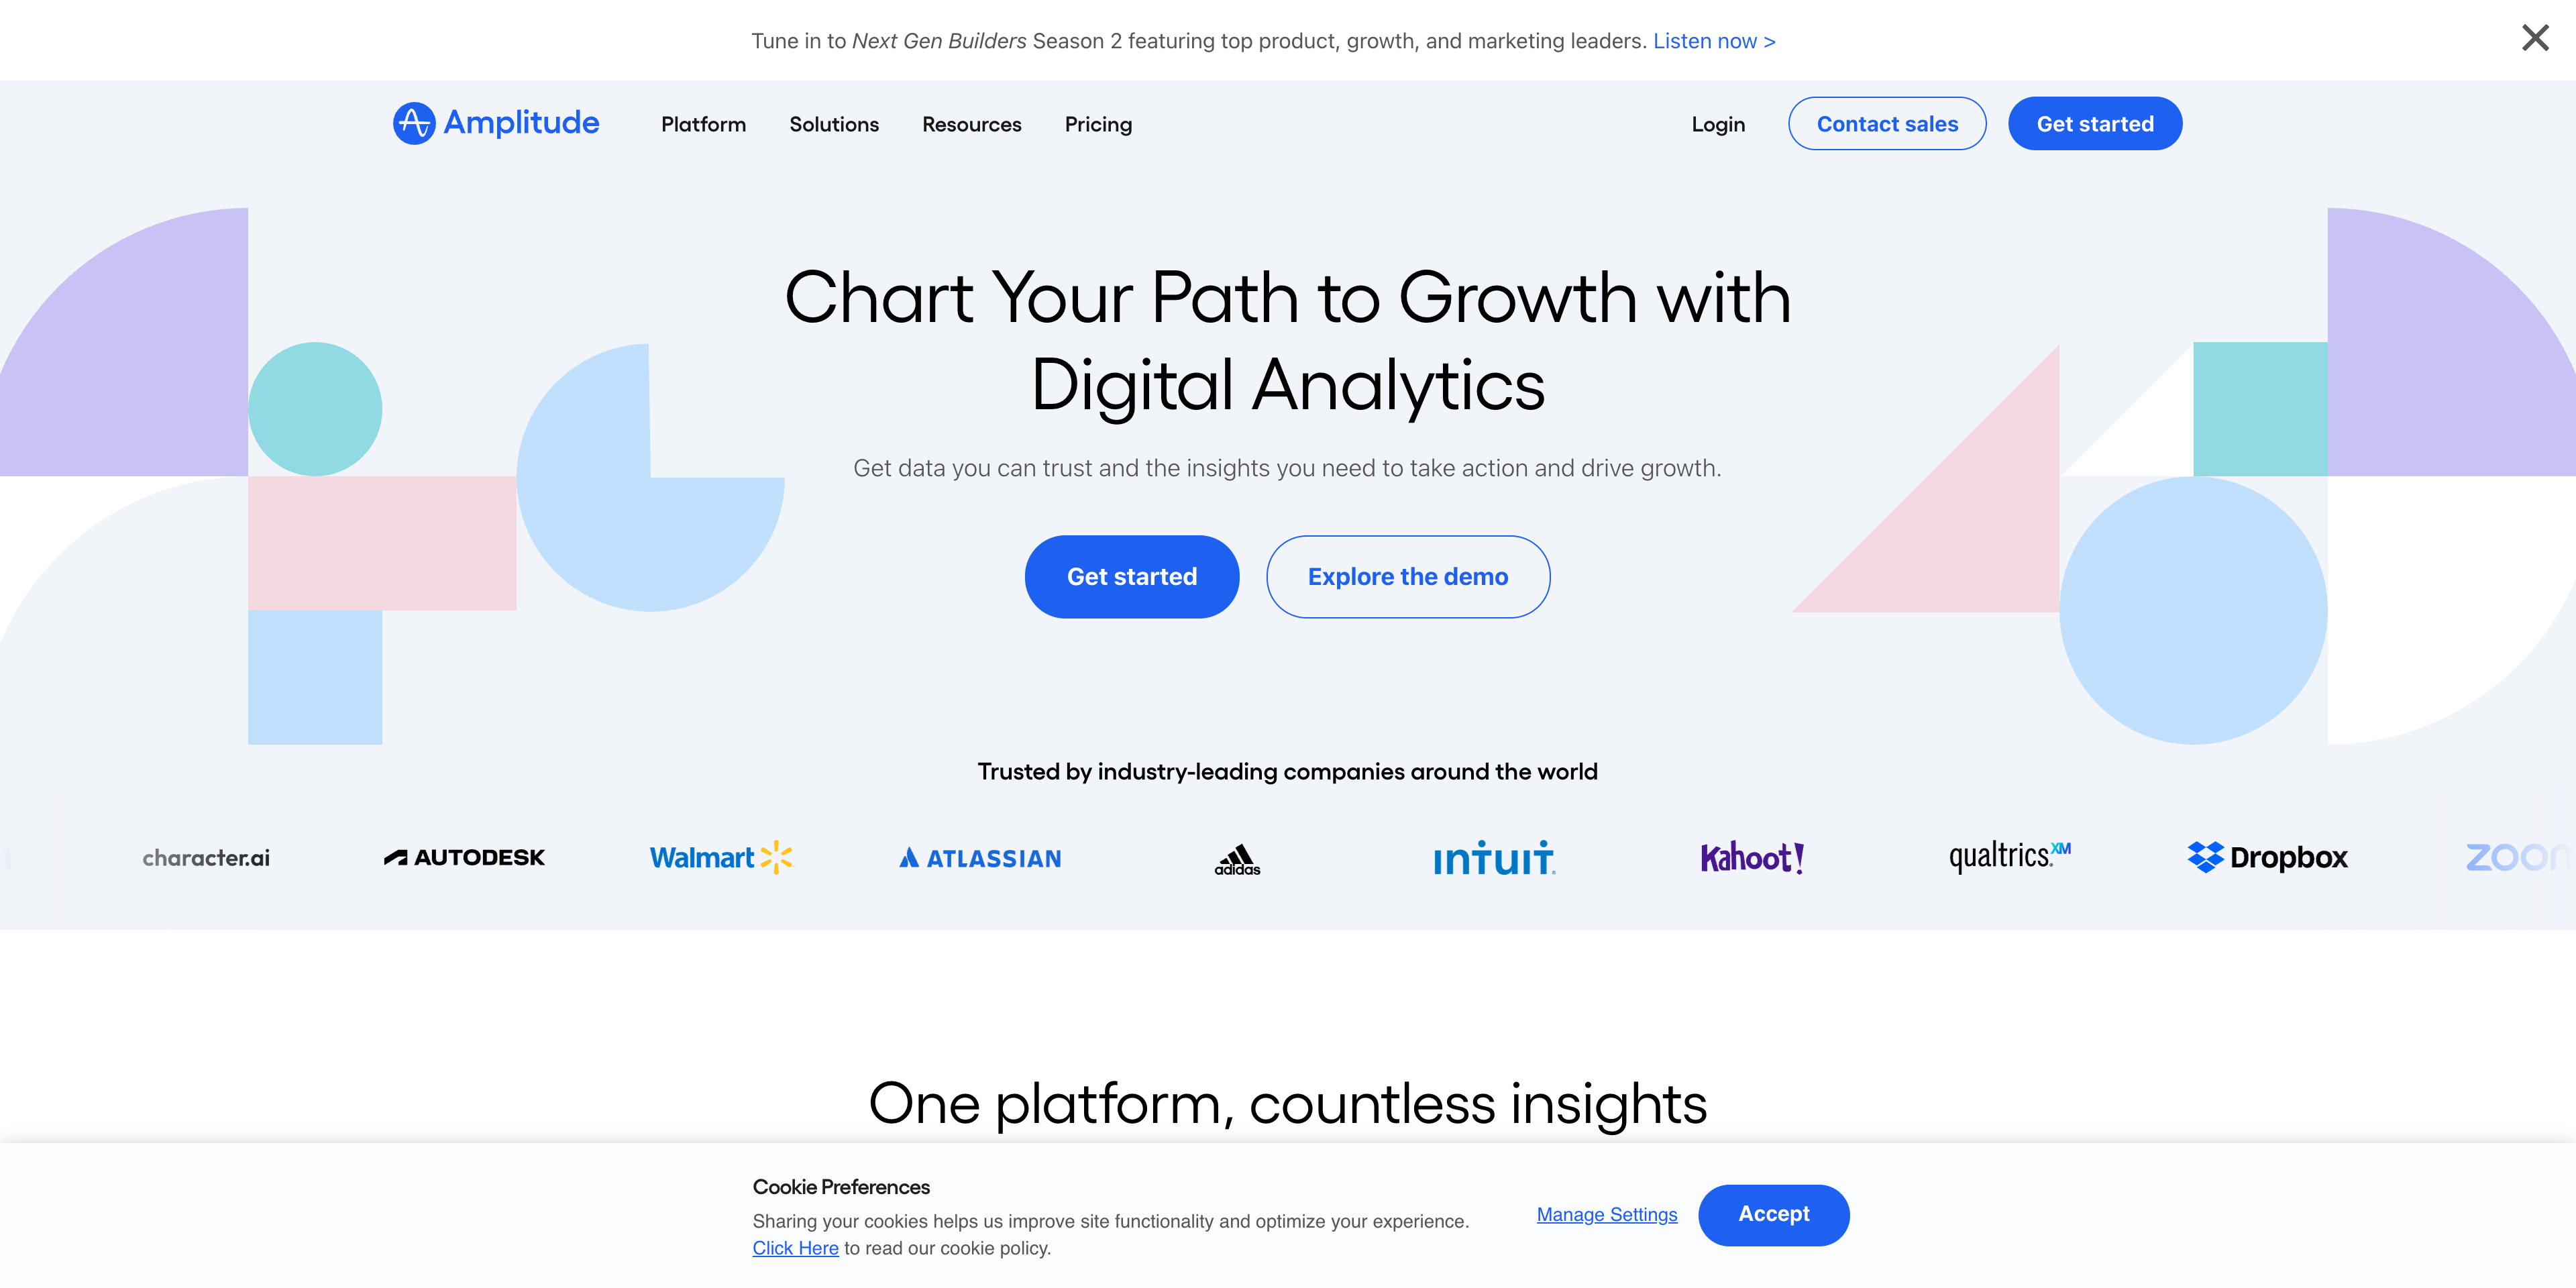 Tune in to Next Gen Builders Season 2 featuring top product, growth, and marketing leaders. Listen now >
Amplitude
Platform
Solutions
Resources
Pricing
Login
Contact sales
Get started
Chart Your Path to Growth with
Digital Analytics
Get data you can trust and the insights you need to take action and drive growth.
Get started
Explore the demo
Trusted by industry-leading companies around the world
character.ai
AUTODESK
Walmart
ATLASSIAN
adidas
intuit.
Kahoot!
qualtrics.XM
Dropbox
zoom
One platform, countless insights
Cookie Preferences
Sharing your cookies helps us improve site functionality and optimize your experience.
Click Here to read our cookie policy.
Manage Settings
Accept